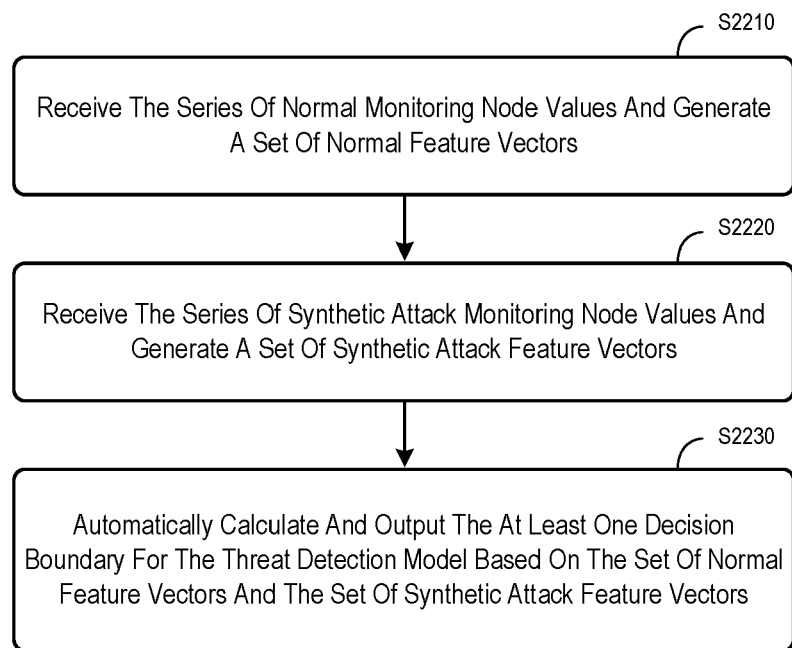 S2210
Receive The Series Of Normal Monitoring Node Values And Generate
A Set Of Normal Feature Vectors
S2220
Receive The Series Of Synthetic Attack Monitoring Node Values And
Generate A Set Of Synthetic Attack Feature Vectors
S2230
Automatically Calculate And Output The At Least One Decision
Boundary For The Threat Detection Model Based On The Set Of Normal
Feature Vectors And The Set Of Synthetic Attack Feature Vectors